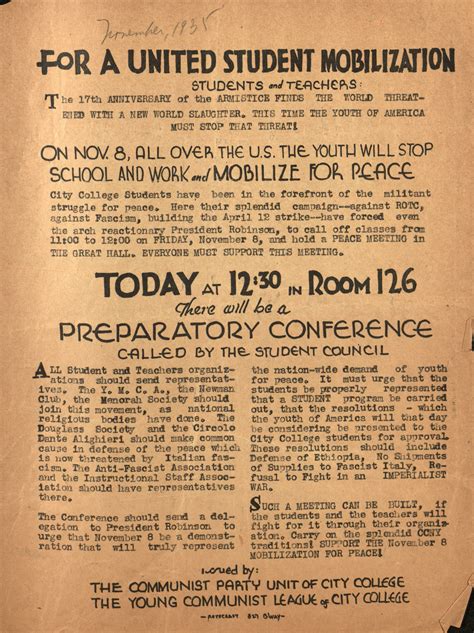 November, 1935
FOR A UNITED STUDENT MOBILIZATION
STUDENTS and TEACHERS:
The 17th ANNIVERSARY of the ARMISTICE FINDS THE WORLD THREAT-
ENED WITH A NEW WORLD SLAUGHTER. THIS TIME THE YOUTH OF AMERICA
MUST STOP THAT THREAT!
ON NOV. 8, ALL OVER THE U.S. THE YOUTH WILL STOP
SCHOOL AND WORK and MOBILIZE FOR PEACE
City College Students have been in the forefront of the militant
struggle for peace. Here their splendid campaign--against ROTC,
against Fascism, building the April 12 strike--have forced even
the arch reactionary President Robinson, to call off classes from
11:00 to 12:00 on FRIDAY, November 8, and hold a PEACE MEETING in
THE GREAT HALL. EVERYONE MUST SUPPORT THIS MEETING.
TODAY AT 12:30 IN ROOM 126
There will be a
PREPARATORY CONFERENCE
CALLED BY THE STUDENT COUNCIL
ALL Student and Teachers organiz-
ations should send representat-
ives. The Y. M. C. A., the Newman
Club, the Menorah Society should
join this movement, as national
religious bodies have done. The
Douglass Society and the Circolo
Dante Alighieri should make common
cause in defense of the peace which
is now threatened by Italian fas-
cism. The Anti-Fascist Association
and the Instructional Staff Assoc-
iation should have representatives
there.
The Conference should send a del-
egation to President Robinson to
urge that November 8 be a demonst-
ration that will truly represent
the nation-wide demand of youth
for peace. It must urge that the
students be properly represented
that a STUDENT program be carried
out, that the resolutions - which
the youth of America will that day
be considering be presented to the
City College students for approval.
These resolutions should include
Defense of Ethiopia, No Shipments
of Supplies to Fascist Italy, Re-
fusal to Fight in an IMPERIALIST
WAR.
SUCH A MEETING CAN BE BUILT, if
the students and the teachers will
fight for it through their organiz-
ation. Carry on the splendid CCNY
traditions! SUPPORT THE November 8
MOBILIZATION FOR PEACE!
issued by:
THE COMMUNIST PARTY UNIT OF CITY COLLEGE
THE YOUNG COMMUNIST LEAGUE OF CITY COLLEGE